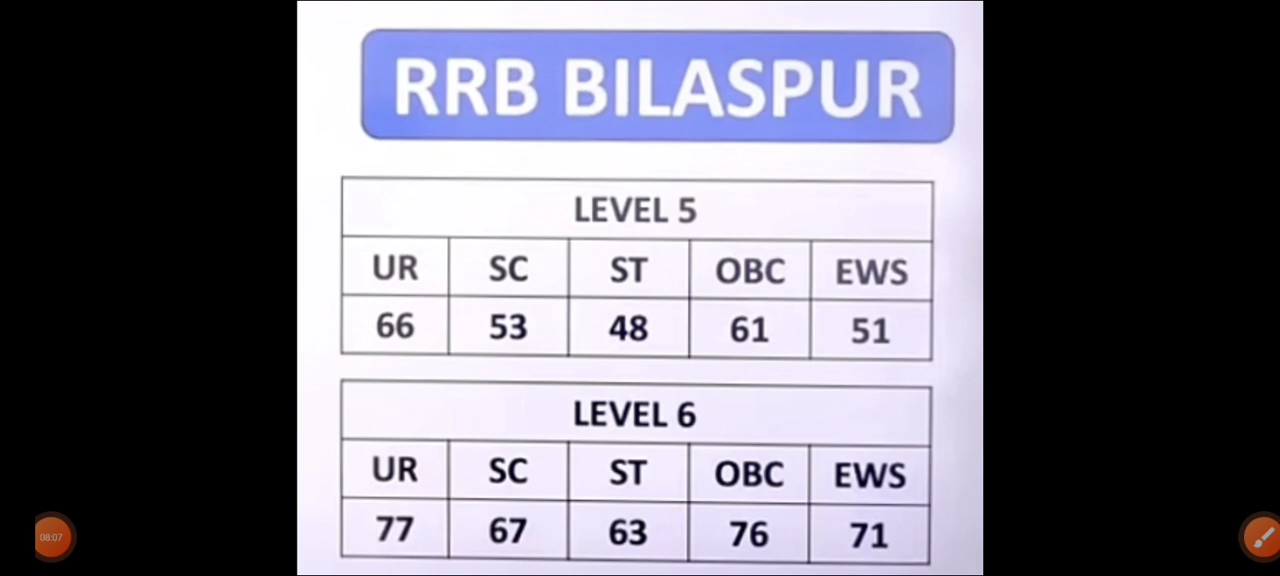 RRB BILASPUR
LEVEL 5
UR SC ST OBC EWS
66 53 48 61 51
LEVEL 6
UR SC ST OBC EWS
77 67 63 76 71
08:07